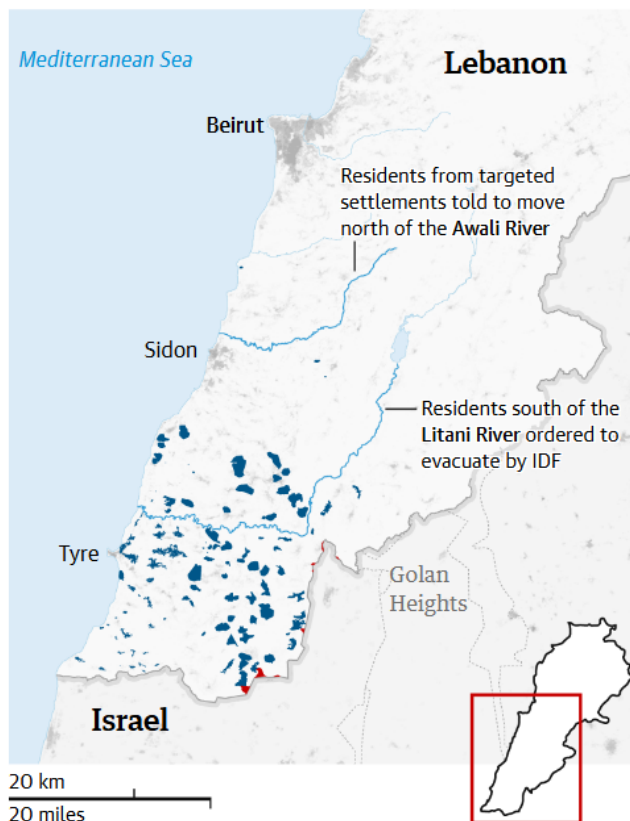 Mediterranean Sea
Lebanon
Beirut
Residents from targeted
settlements told to move
north of the Awali River
Sidon
Residents south of the
Litani River ordered to
evacuate by IDF
Tyre
Golan
Heights
Israel
20 km
20 miles